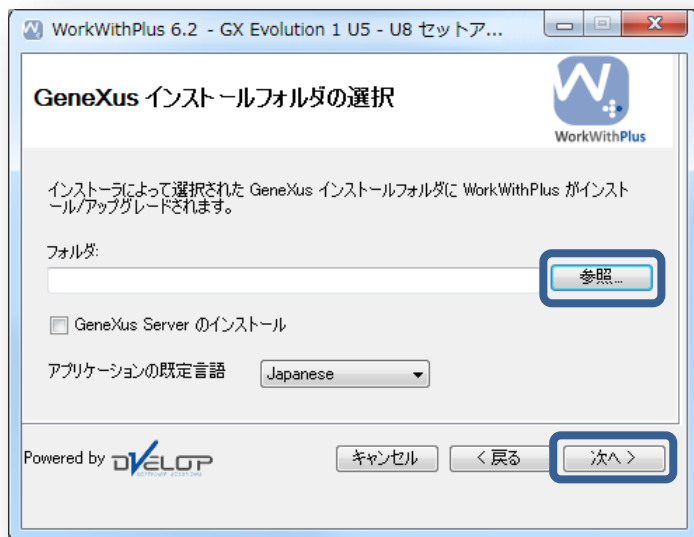 WorkWithPlus 6.2 - GX Evolution 1 U5 - U8 セットア...
GeneXus インストールフォルダの選択
WorkWithPlus
インストーラによって選択された GeneXus インストールフォルダに WorkWithPlus がインスト
ール/アップグレードされます。
フォルダ:
参照...
GeneXus Server のインストール
アプリケーションの既定言語
Japanese
Powered by DVELOP
キャンセル
< 戻る
次へ >